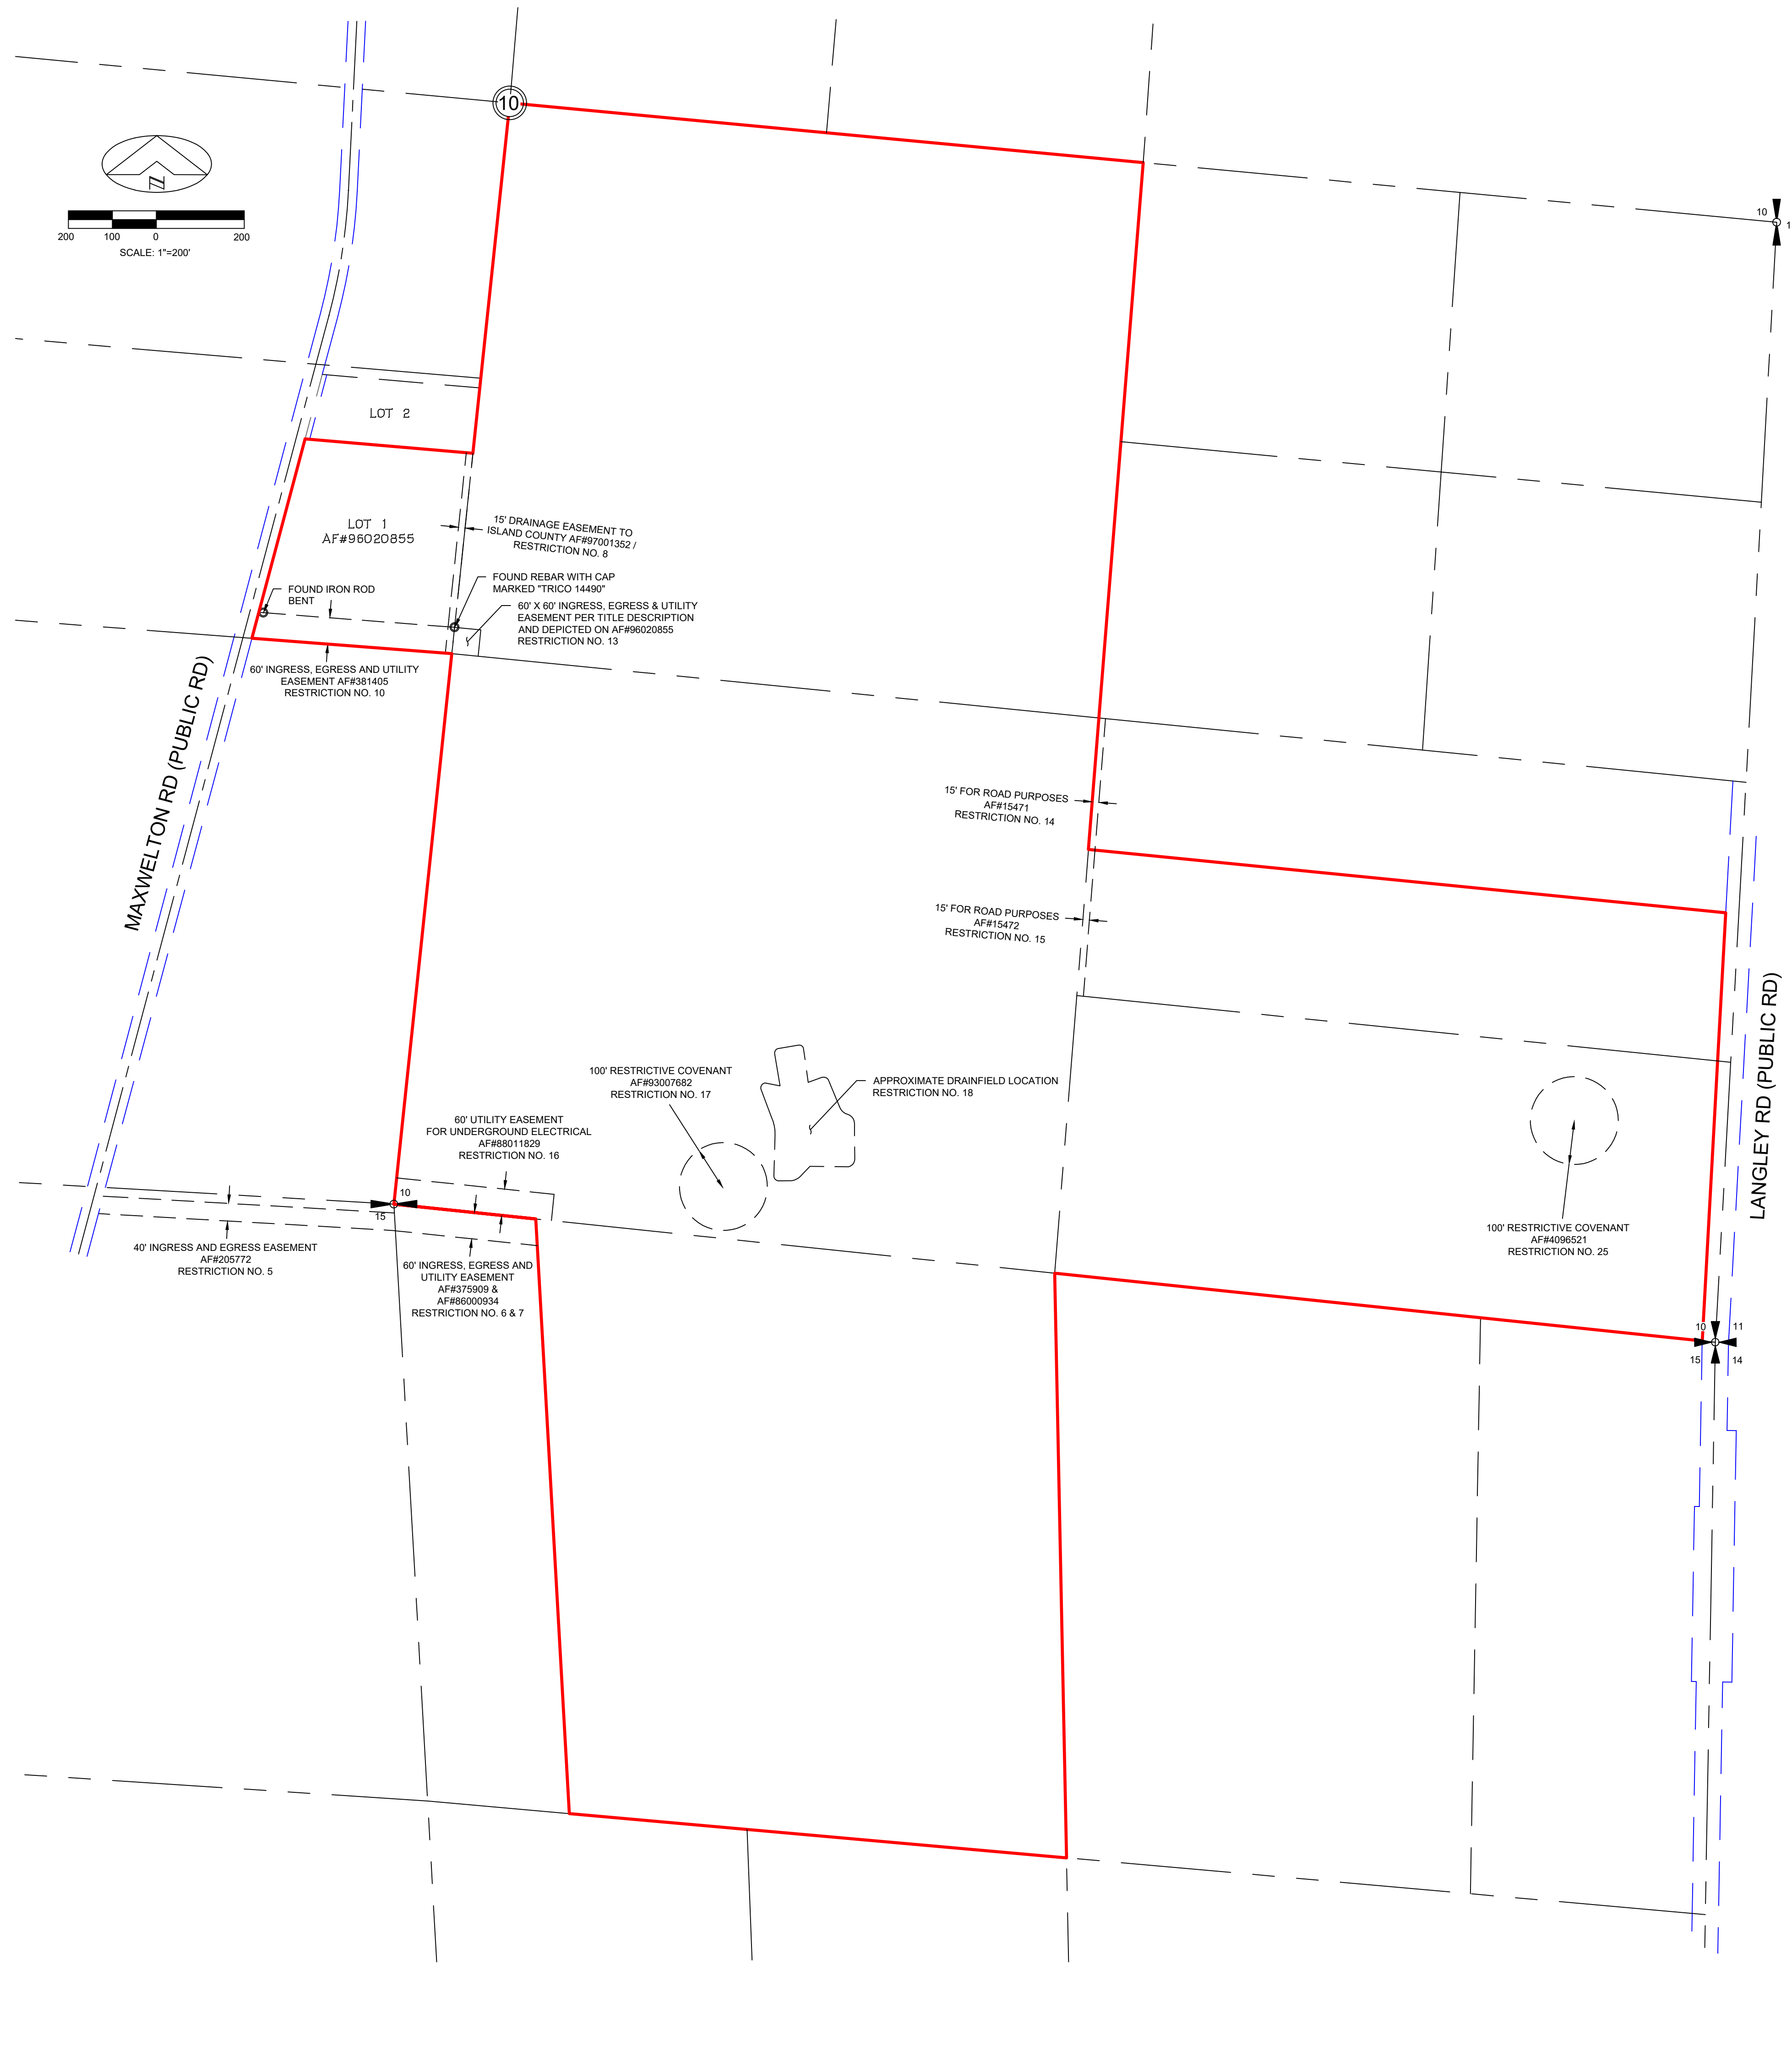 10
N
200 100 0 200
SCALE: 1"=200'
10
1
LOT 2
LOT 1
AF#96020855
15' DRAINAGE EASEMENT TO
ISLAND COUNTY AF#97001352 /
RESTRICTION NO. 8
FOUND REBAR WITH CAP
MARKED "TRICO 14490"
FOUND IRON ROD
BENT
60' X 60' INGRESS, EGRESS & UTILITY
EASEMENT PER TITLE DESCRIPTION
AND DEPICTED ON AF#96020855
RESTRICTION NO. 13
60' INGRESS, EGRESS AND UTILITY
EASEMENT AF#381405
RESTRICTION NO. 10
MAXWELTON RD (PUBLIC RD)
15' FOR ROAD PURPOSES
AF#15471
RESTRICTION NO. 14
15' FOR ROAD PURPOSES
AF#15472
RESTRICTION NO. 15
LANGLEY RD (PUBLIC RD)
100' RESTRICTIVE COVENANT
AF#93007682
RESTRICTION NO. 17
APPROXIMATE DRAINFIELD LOCATION
RESTRICTION NO. 18
60' UTILITY EASEMENT
FOR UNDERGROUND ELECTRICAL
AF#88011829
RESTRICTION NO. 16
10
15
40' INGRESS AND EGRESS EASEMENT
AF#205772
RESTRICTION NO. 5
60' INGRESS, EGRESS AND
UTILITY EASEMENT
AF#375909 &
AF#86000934
RESTRICTION NO. 6 & 7
100' RESTRICTIVE COVENANT
AF#4096521
RESTRICTION NO. 25
10 11
15 14